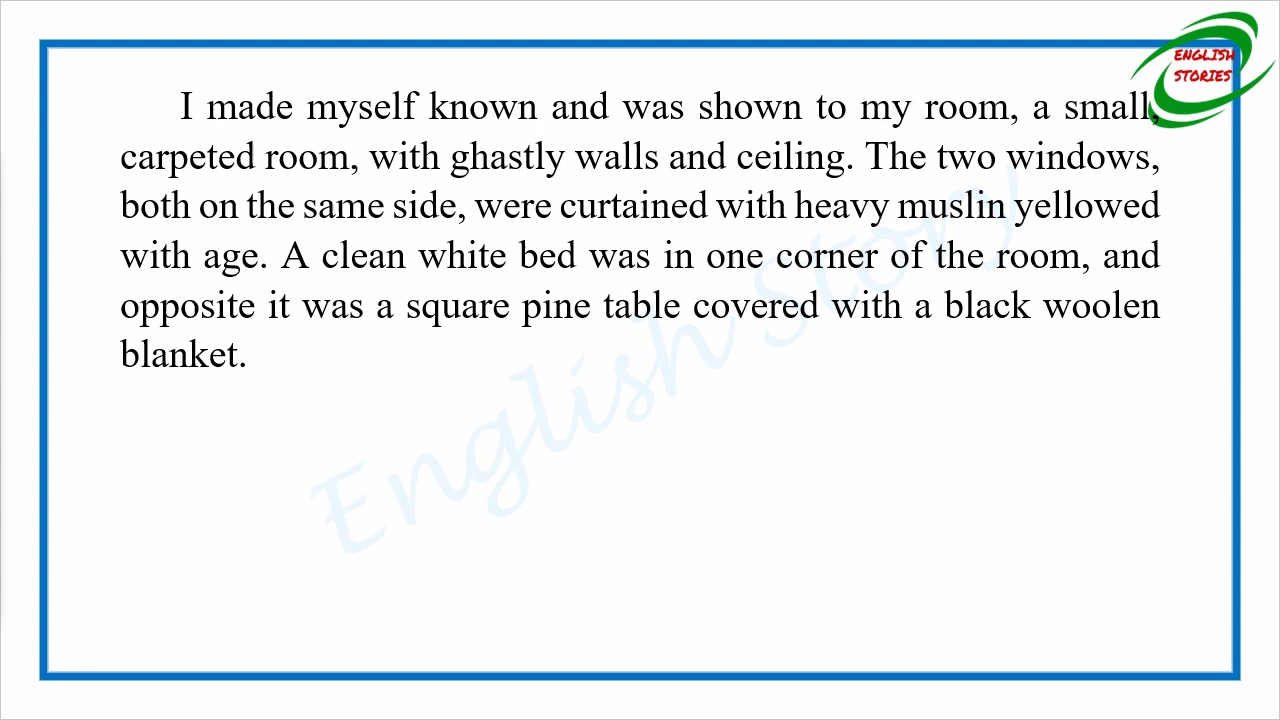 ENGLISH
STORIES
I made myself known and was shown to my room, a small,
carpeted room, with ghastly walls and ceiling. The two windows,
both on the same side, were curtained with heavy muslin yellowed
with age. A clean white bed was in one corner of the room, and
opposite it was a square pine table covered with a black woolen
blanket.
English Story